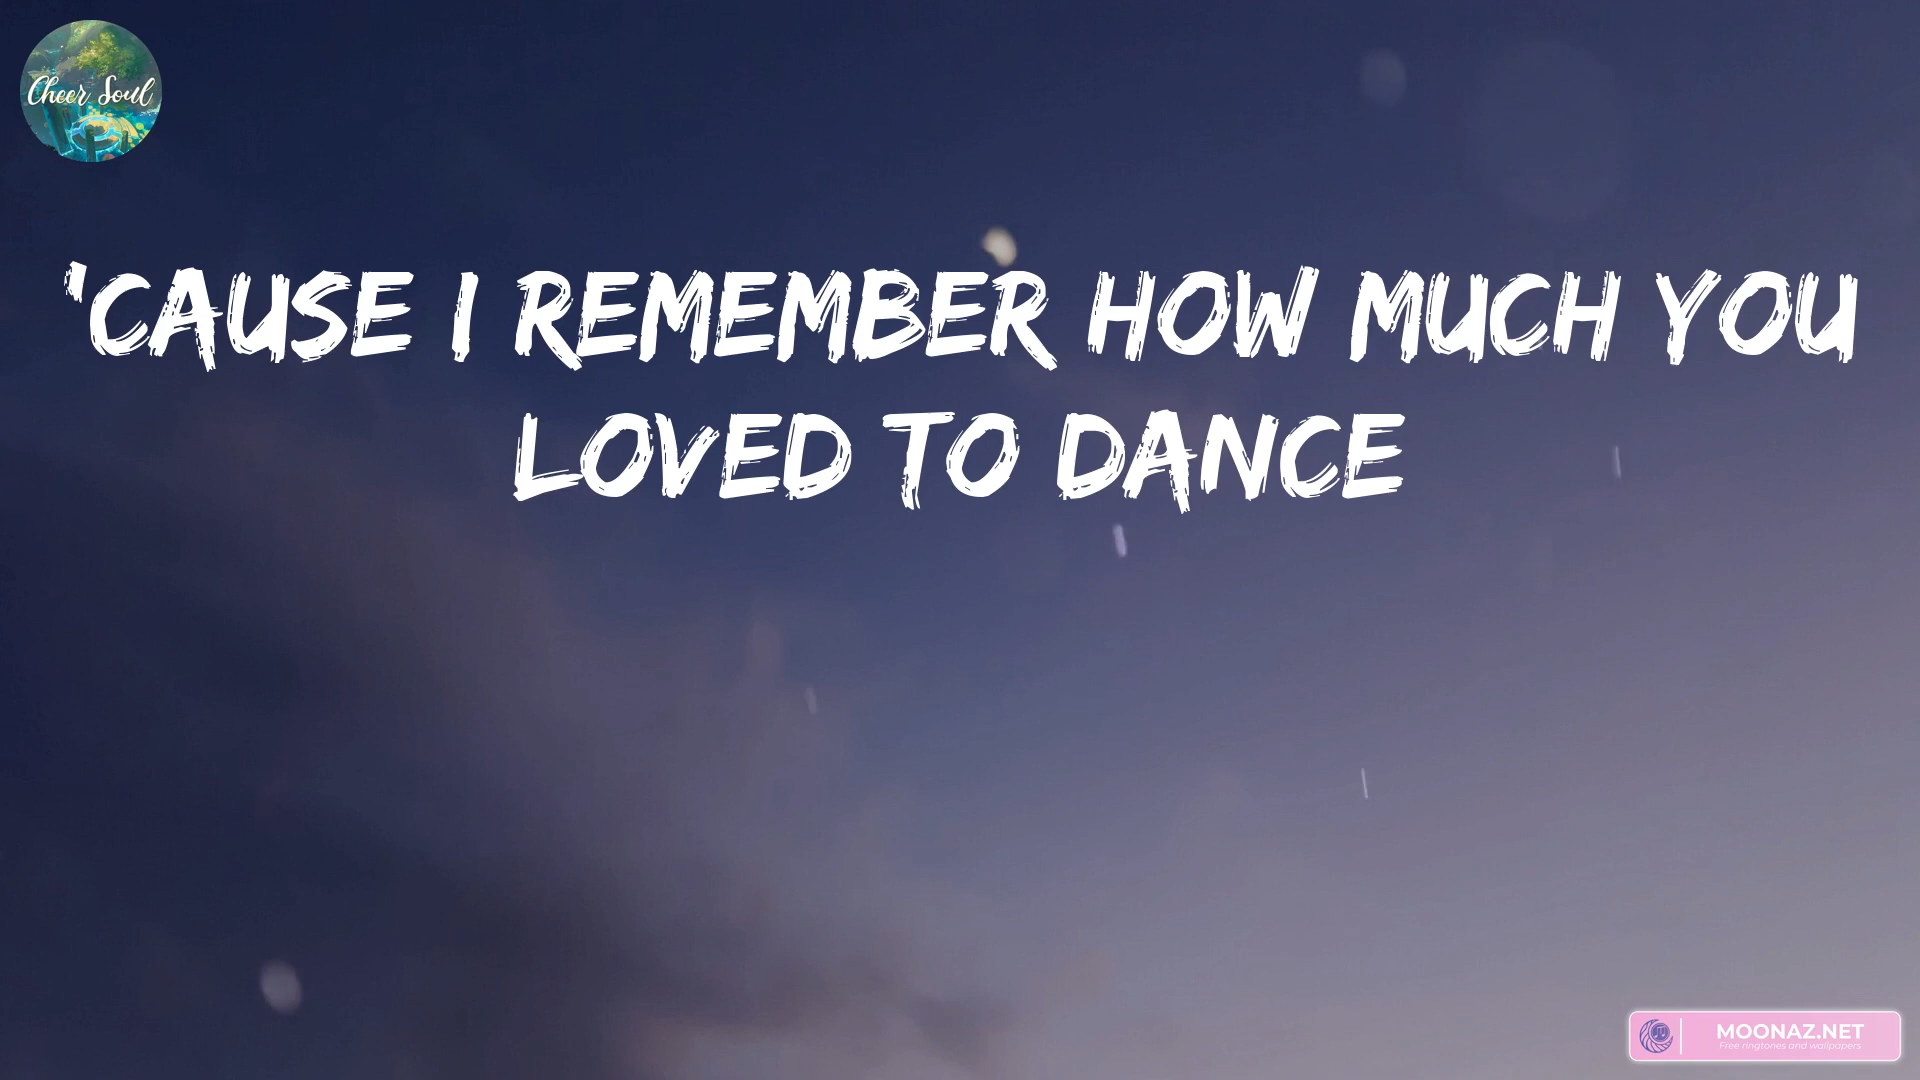 Cheer Soul
'CAUSE I REMEMBER HOW MUCH YOU
LOVED TO DANCE
MOONAZ.NET
Free ringtones and wallpapers